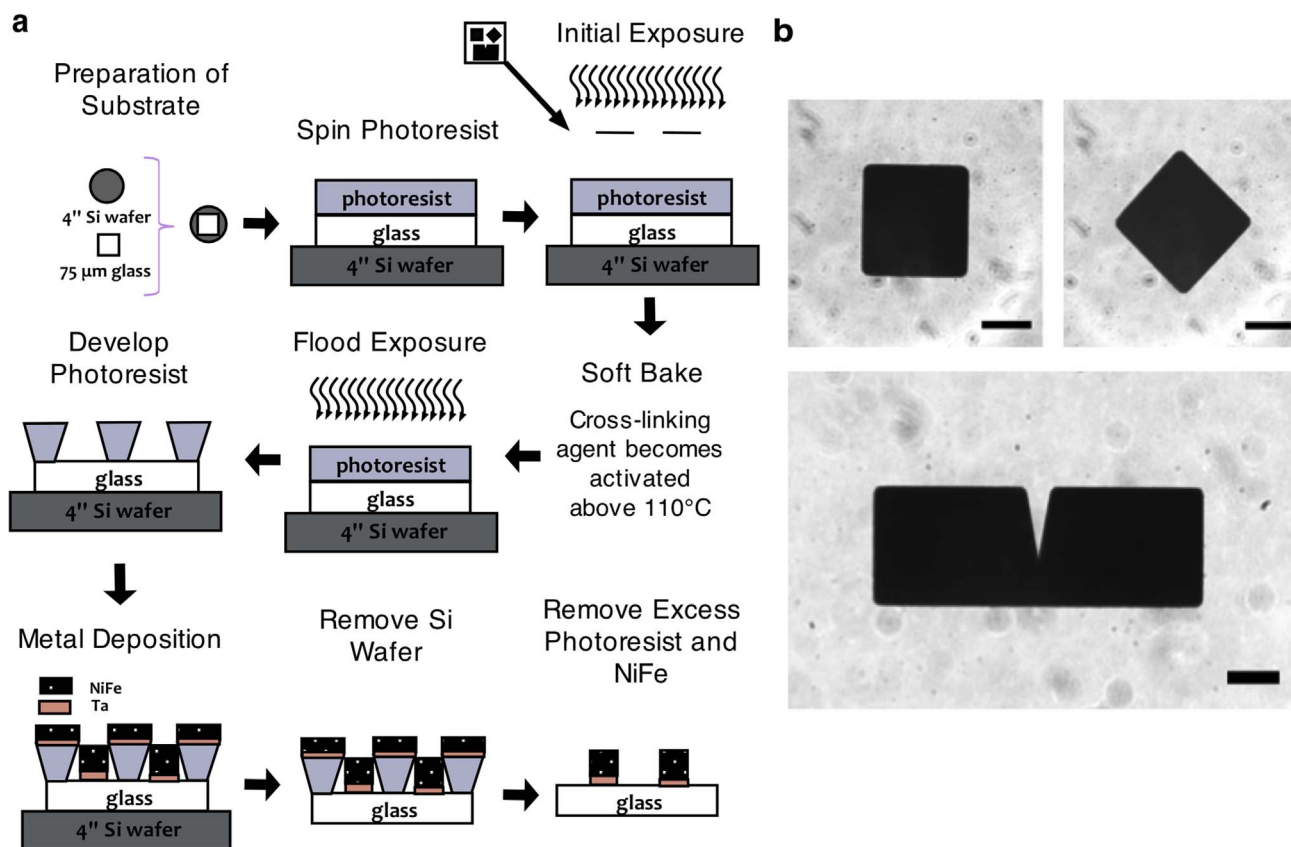 a
Preparation of
Substrate
4" Si wafer
75 µm glass
Spin Photoresist
photoresist
glass
4" Si wafer
Initial Exposure
photoresist
glass
4" Si wafer
Soft Bake
Cross-linking
agent becomes
activated
above 110°C
Flood Exposure
photoresist
glass
4" Si wafer
Develop
Photoresist
glass
4" Si wafer
Metal Deposition
NiFe
Ta
glass
4" Si wafer
Remove Si
Wafer
glass
Remove Excess
Photoresist and
NiFe
glass
b